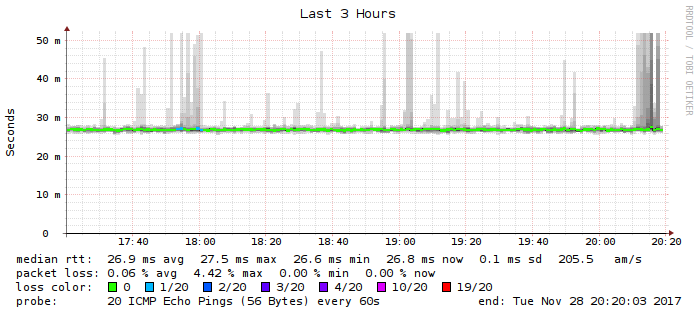 Last 3 Hours
RRDTOOL / TOBI OETIKER
Seconds
50 m
40 m
30 m
20 m
10 m
0
17:40 18:00 18:20 18:40 19:00 19:20 19:40 20:00 20:20
median rtt: 26.9 ms avg 27.5 ms max 26.6 ms min 26.8 ms now 0.1 ms sd 205.5 am/s
packet loss: 0.06 % avg 4.42 % max 0.00 % min 0.00 % now
loss color: 0 1/20 2/20 3/20 4/20 10/20 19/20
probe: 20 ICMP Echo Pings (56 Bytes) every 60s end: Tue Nov 28 20:20:03 2017